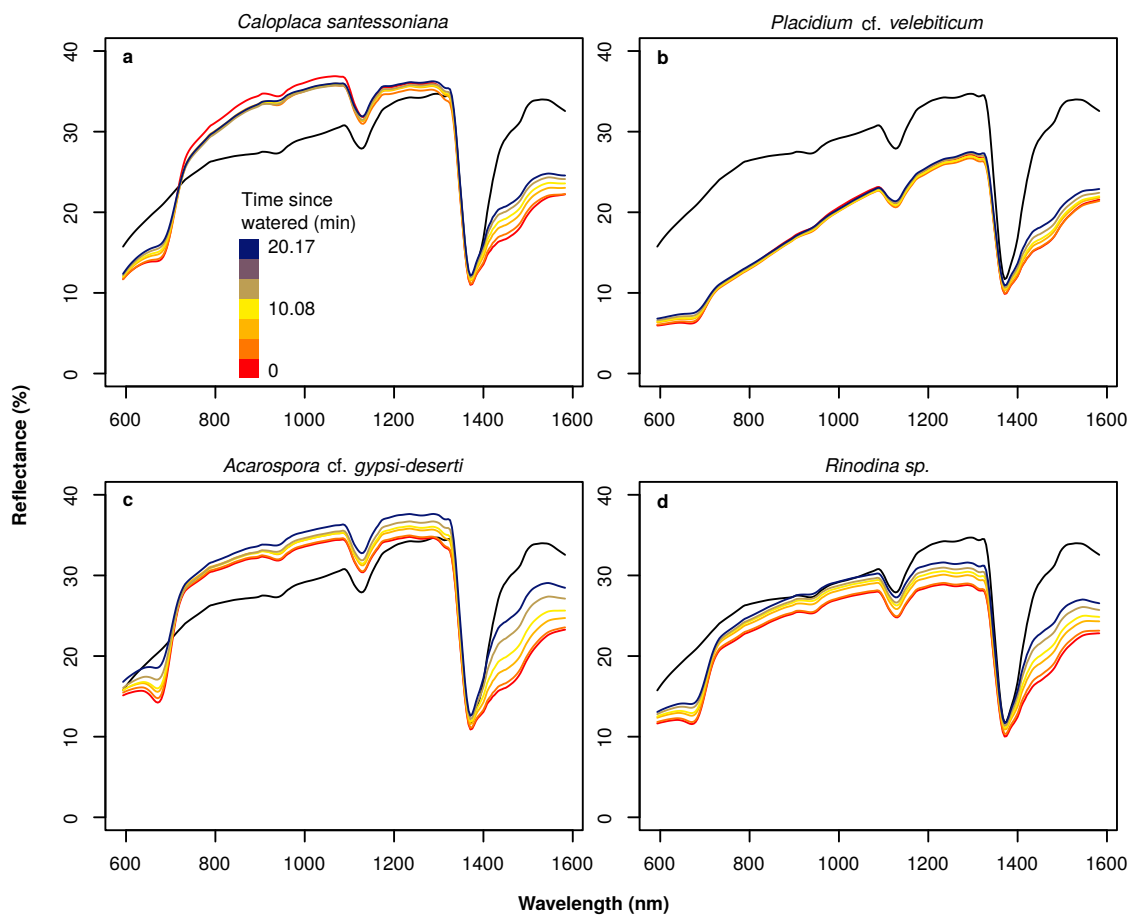 Caloplaca santessoniana
Placidium cf. velebiticum
a
b
40
30
20
10
0
Time since
watered (min)
20.17
10.08
0
600 800 1000 1200 1400 1600
40
30
20
10
0
600 800 1000 1200 1400 1600
Reflectance (%)
Acarospora cf. gypsi-deserti
Rinodina sp.
c
d
40
30
20
10
0
600 800 1000 1200 1400 1600
40
30
20
10
0
600 800 1000 1200 1400 1600
Wavelength (nm)